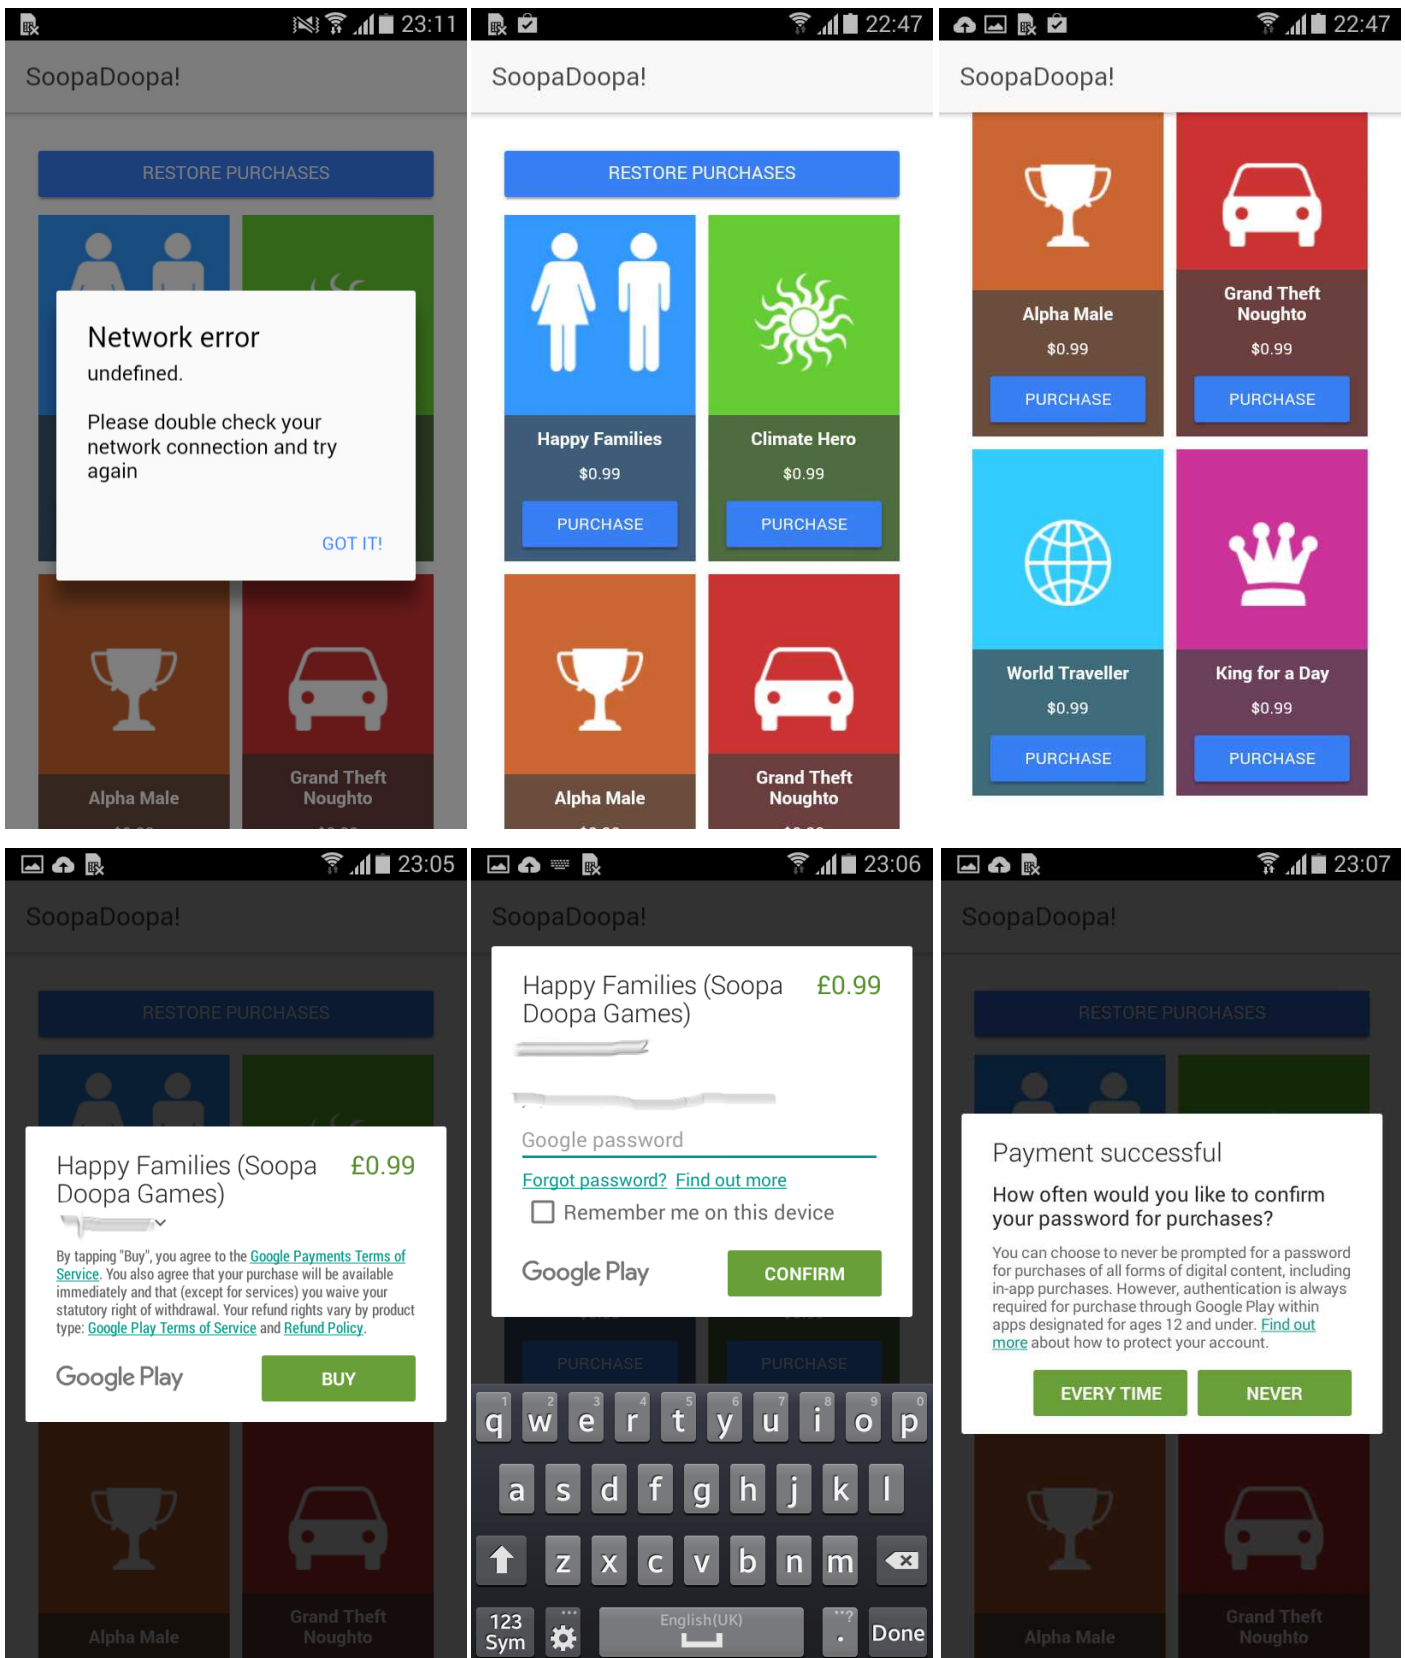 23:11
SoopaDoopa!
RESTORE PURCHASES
Network error
undefined.
Please double check your
network connection and try
again
GOT IT!
Alpha Male
Grand Theft
Noughto
22:47
SoopaDoopa!
RESTORE PURCHASES
Happy Families
$0.99
PURCHASE
Climate Hero
$0.99
PURCHASE
Alpha Male
Grand Theft
Noughto
22:47
SoopaDoopa!
Alpha Male
$0.99
PURCHASE
Grand Theft
Noughto
$0.99
PURCHASE
World Traveller
$0.99
PURCHASE
King for a Day
$0.99
PURCHASE
23:05
SoopaDoopa!
RESTORE PURCHASES
Happy Families (Soopa
Doopa Games)
£0.99
By tapping "Buy", you agree to the Google Payments Terms of
Service. You also agree that your purchase will be available
immediately and that (except for services) you waive your
statutory right of withdrawal. Your refund rights vary by product
type: Google Play Terms of Service and Refund Policy.
Google Play
BUY
Alpha Male
Grand Theft
Noughto
23:06
SoopaDoopa!
Happy Families (Soopa
Doopa Games)
£0.99
Google password
Forgot password? Find out more
Remember me on this device
Google Play
CONFIRM
PURCHASE
PURCHASE
1 2 3 4 5 6 7 8 9 0
q w e r t y u i o p
a s d f g h j k l
z x c v b n m
123
Sym
English(UK)
Done
23:07
SoopaDoopa!
RESTORE PURCHASES
Payment successful
How often would you like to confirm
your password for purchases?
You can choose to never be prompted for a password
for purchases of all forms of digital content, including
in-app purchases. However, authentication is always
required for purchase through Google Play within
apps designated for ages 12 and under. Find out
more about how to protect your account.
EVERY TIME
NEVER
Alpha Male
Grand Theft
Noughto